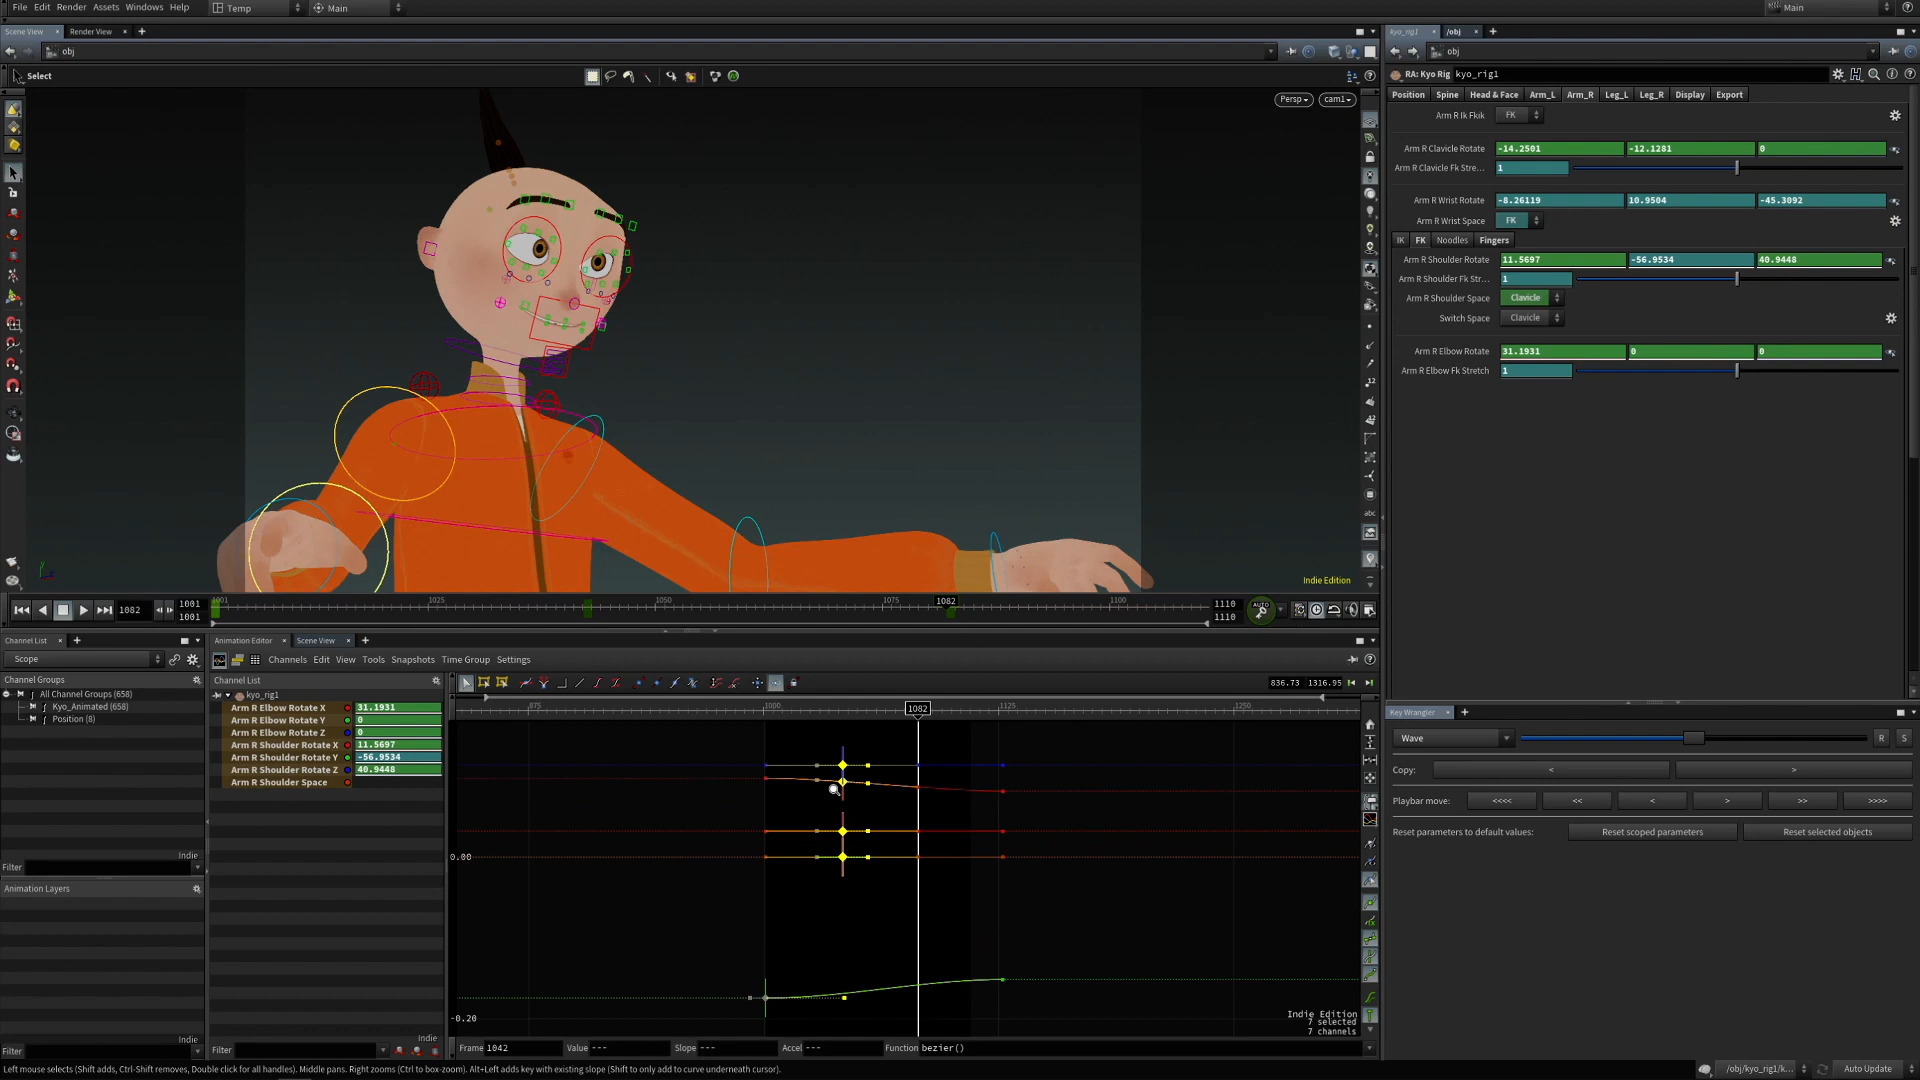 File Edit Render Assets Windows Help
Temp
Main
Main
Scene View
Render View
obj
Select
Persp
cam1
Indie Edition
kyo_rig1
/obj
obj
RA: Kyo Rig kyo_rig1
Position Spine Head & Face Arm_L Arm_R Leg_L Leg_R Display Export
Arm R Ik Fkik FK
Arm R Clavicle Rotate -14.2501 -12.1281 0
Arm R Clavicle Fk Stre... 1
Arm R Wrist Rotate -8.26119 10.9504 -45.3092
Arm R Wrist Space FK
IK FK Noodles Fingers
Arm R Shoulder Rotate 11.5697 -56.9534 40.9448
Arm R Shoulder Fk Str... 1
Arm R Shoulder Space Clavicle
Switch Space Clavicle
Arm R Elbow Rotate 31.1931 0 0
Arm R Elbow Fk Stretch 1
1082
1001
1001
1001 1025 1050 1075 1082 1100
1110
1110
AUTO
Channel List
Scope
Channel Groups
All Channel Groups (658)
Kyo_Animated (658)
Position (8)
Indie
Filter
Animation Layers
Indie
Filter
Animation Editor
Scene View
Channels Edit View Tools Snapshots Time Group Settings
Channel List
kyo_rig1
Arm R Elbow Rotate X 31.1931
Arm R Elbow Rotate Y 0
Arm R Elbow Rotate Z 0
Arm R Shoulder Rotate X 11.5697
Arm R Shoulder Rotate Y -56.9534
Arm R Shoulder Rotate Z 40.9448
Arm R Shoulder Space
Indie
Filter
836.73 1316.95
875 1000 1082 1125 1250
0.00
-0.20
Indie Edition
7 selected
7 channels
Frame 1042 Value --- Slope --- Accel --- Function bezier()
Key Wrangler
Wave
R S
Copy: < >
Playbar move: <<<< << < > >> >>>>
Reset parameters to default values: Reset scoped parameters Reset selected objects
Left mouse selects (Shift adds, Ctrl-Shift removes, Double click for all handles). Middle pans. Right zooms (Ctrl to box-zoom). Alt+Left adds key with existing slope (Shift to only add to curve underneath cursor).
/obj/kyo_rig1/k...
Auto Update